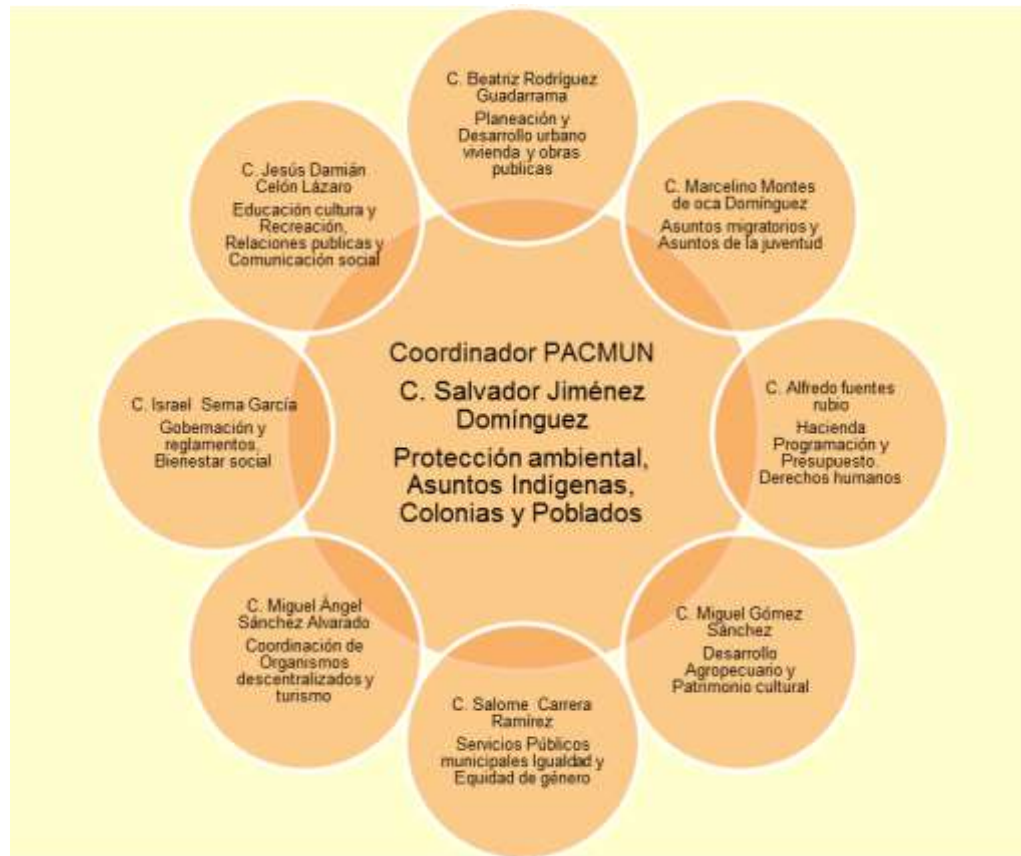 C. Beatriz Rodríguez
Guadarrama
Planeación y
Desarrollo urbano
vivienda y obras
publicas
C. Marcelino Montes
de oca Domínguez
Asuntos migratorios y
Asuntos de la juventud
C. Alfredo fuentes
rubio
Hacienda
Programación y
Presupuesto.
Derechos humanos
C. Miguel Gómez
Sánchez
Desarrollo
Agropecuario y
Patrimonio cultural
C. Salome Carrera
Ramírez
Servicios Públicos
municipales Igualdad y
Equidad de género
C. Miguel Ángel
Sánchez Alvarado
Coordinación de
Organismos
descentralizados y
turismo
C. Israel Serna García
Gobernación y
reglamentos,
Bienestar social
C. Jesús Damián
Celón Lázaro
Educación cultura y
Recreación,
Relaciones publicas y
Comunicación social
Coordinador PACMUN
C. Salvador Jiménez
Domínguez
Protección ambiental,
Asuntos Indígenas,
Colonias y Poblados